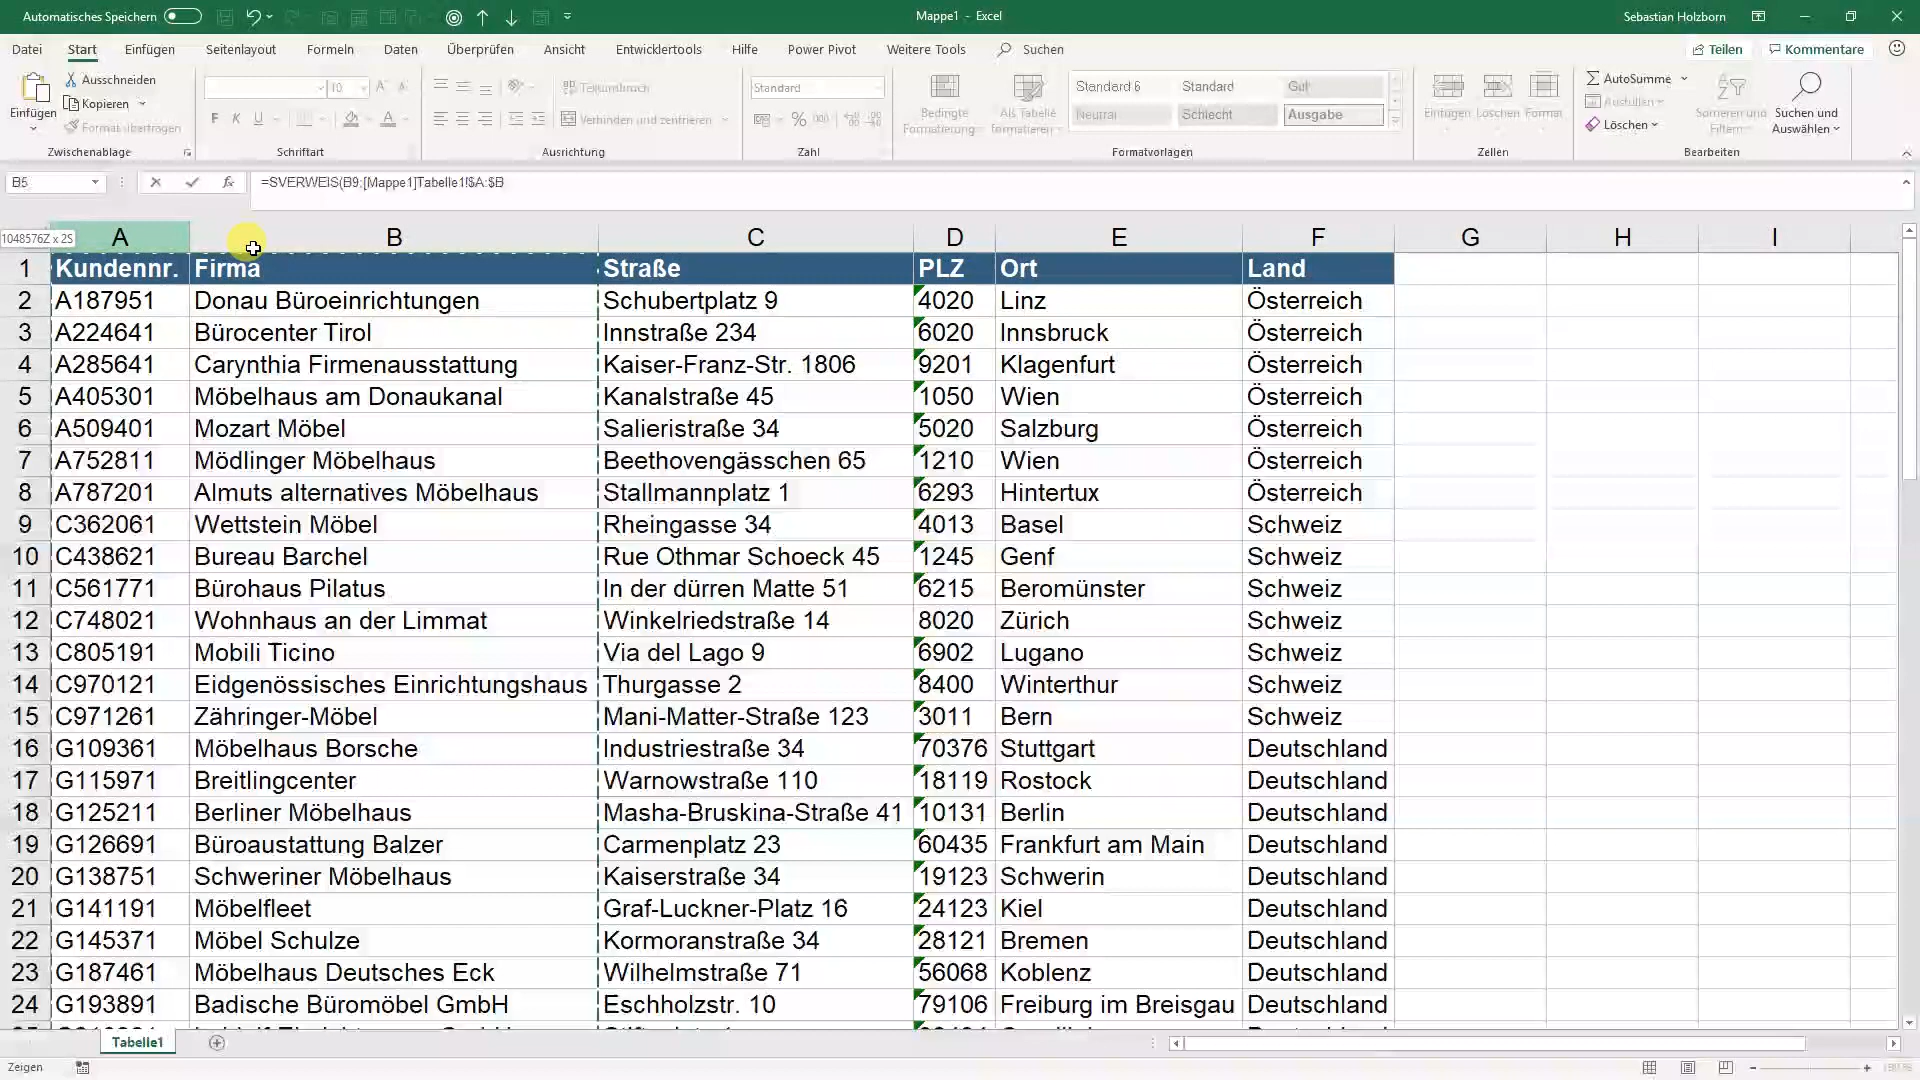 Automatisches Speichern
Mappe1 - Excel
Sebastian Holzborn
Datei Start Einfügen Seitenlayout Formeln Daten Überprüfen Ansicht Entwicklertools Hilfe Power Pivot Weitere Tools Suchen Teilen Kommentare
Einfügen
Ausschneiden
Kopieren
Format übertragen
Zwischenablage
10
F K U
Schriftart
Textumbruch
Verbinden und zentrieren
Ausrichtung
Standard
% 000
Zahl
Bedingte Formatierung
Als Tabelle formatieren
Standard 6 Standard Gut
Neutral Schlecht Ausgabe
Formatvorlagen
Einfügen Löschen Format
Zellen
AutoSumme
Ausfüllen
Löschen
Sortieren und Filtern
Suchen und Auswählen
Bearbeiten
B5 fx =SVERWEIS(B9;[Mappe1]Tabelle1!$A:$B
1048576Z x 2S
A B C D E F G H I
1 Kundennr. Firma Straße PLZ Ort Land
2 A187951 Donau Büroeinrichtungen Schubertplatz 9 4020 Linz Österreich
3 A224641 Bürocenter Tirol Innstraße 234 6020 Innsbruck Österreich
4 A285641 Carynthia Firmenausstattung Kaiser-Franz-Str. 1806 9201 Klagenfurt Österreich
5 A405301 Möbelhaus am Donaukanal Kanalstraße 45 1050 Wien Österreich
6 A509401 Mozart Möbel Salieristraße 34 5020 Salzburg Österreich
7 A752811 Mödlinger Möbelhaus Beethovengässchen 65 1210 Wien Österreich
8 A787201 Almuts alternatives Möbelhaus Stallmannplatz 1 6293 Hintertux Österreich
9 C362061 Wettstein Möbel Rheingasse 34 4013 Basel Schweiz
10 C438621 Bureau Barchel Rue Othmar Schoeck 45 1245 Genf Schweiz
11 C561771 Bürohaus Pilatus In der dürren Matte 51 6215 Beromünster Schweiz
12 C748021 Wohnhaus an der Limmat Winkelriedstraße 14 8020 Zürich Schweiz
13 C805191 Mobili Ticino Via del Lago 9 6902 Lugano Schweiz
14 C970121 Eidgenössisches Einrichtungshaus Thurgasse 2 8400 Winterthur Schweiz
15 C971261 Zähringer-Möbel Mani-Matter-Straße 123 3011 Bern Schweiz
16 G109361 Möbelhaus Borsche Industriestraße 34 70376 Stuttgart Deutschland
17 G115971 Breitlingcenter Warnowstraße 110 18119 Rostock Deutschland
18 G125211 Berliner Möbelhaus Masha-Bruskina-Straße 41 10131 Berlin Deutschland
19 G126691 Büroaustattung Balzer Carmenplatz 23 60435 Frankfurt am Main Deutschland
20 G138751 Schweriner Möbelhaus Kaiserstraße 34 19123 Schwerin Deutschland
21 G141191 Möbelfleet Graf-Luckner-Platz 16 24123 Kiel Deutschland
22 G145371 Möbel Schulze Kormoranstraße 34 28121 Bremen Deutschland
23 G187461 Möbelhaus Deutsches Eck Wilhelmstraße 71 56068 Koblenz Deutschland
24 G193891 Badische Büromöbel GmbH Eschholzstr. 10 79106 Freiburg im Breisgau Deutschland
Tabelle1
Zeigen